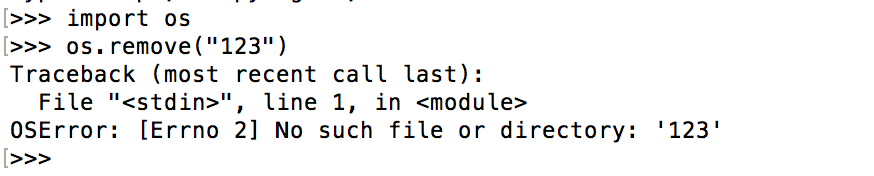 >>> import os
>>> os.remove("123")
Traceback (most recent call last):
  File "<stdin>", line 1, in <module>
OSError: [Errno 2] No such file or directory: '123'
>>>